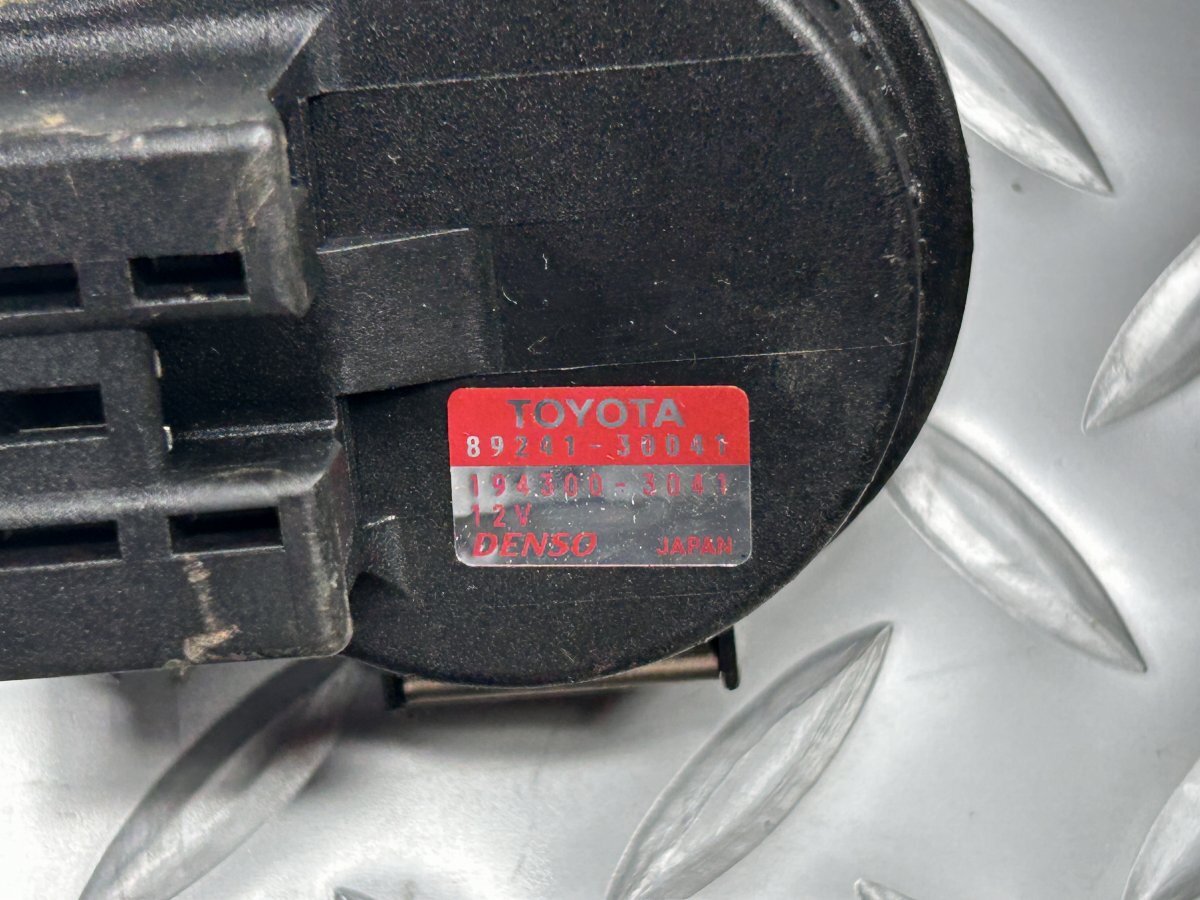 TOYOTA
89241-30041
194300-3041
12V
DENSO JAPAN